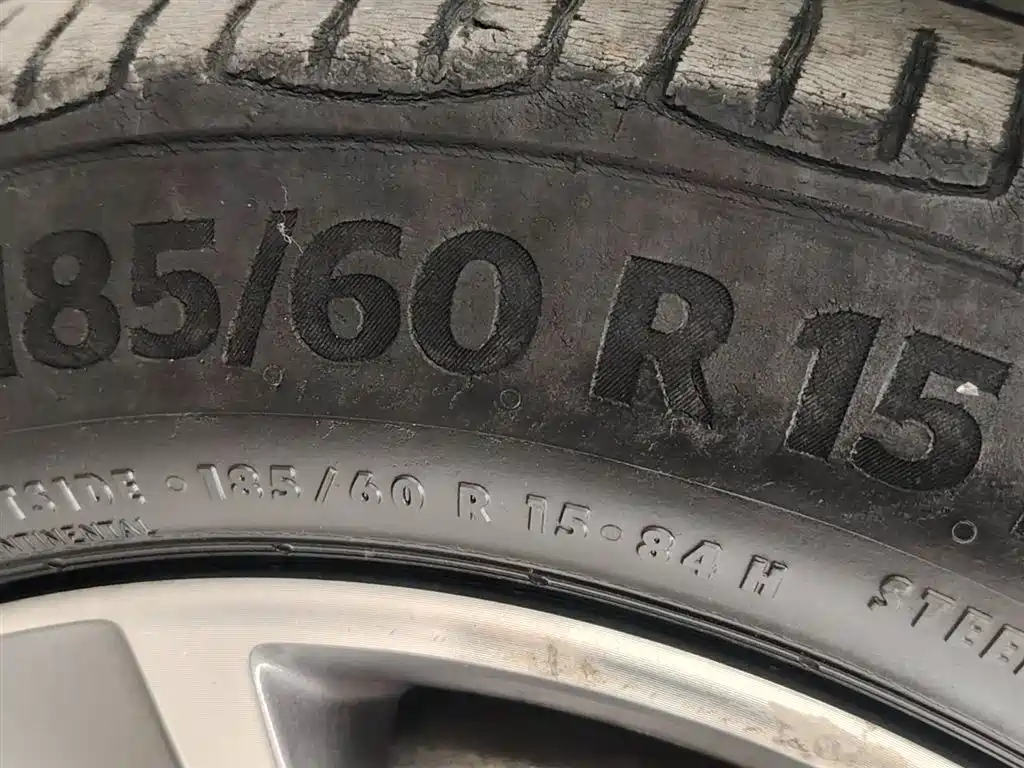 185/60 R 15
TSIDE • 185/60 R 15 • 84 H STEE
NTINENTAL